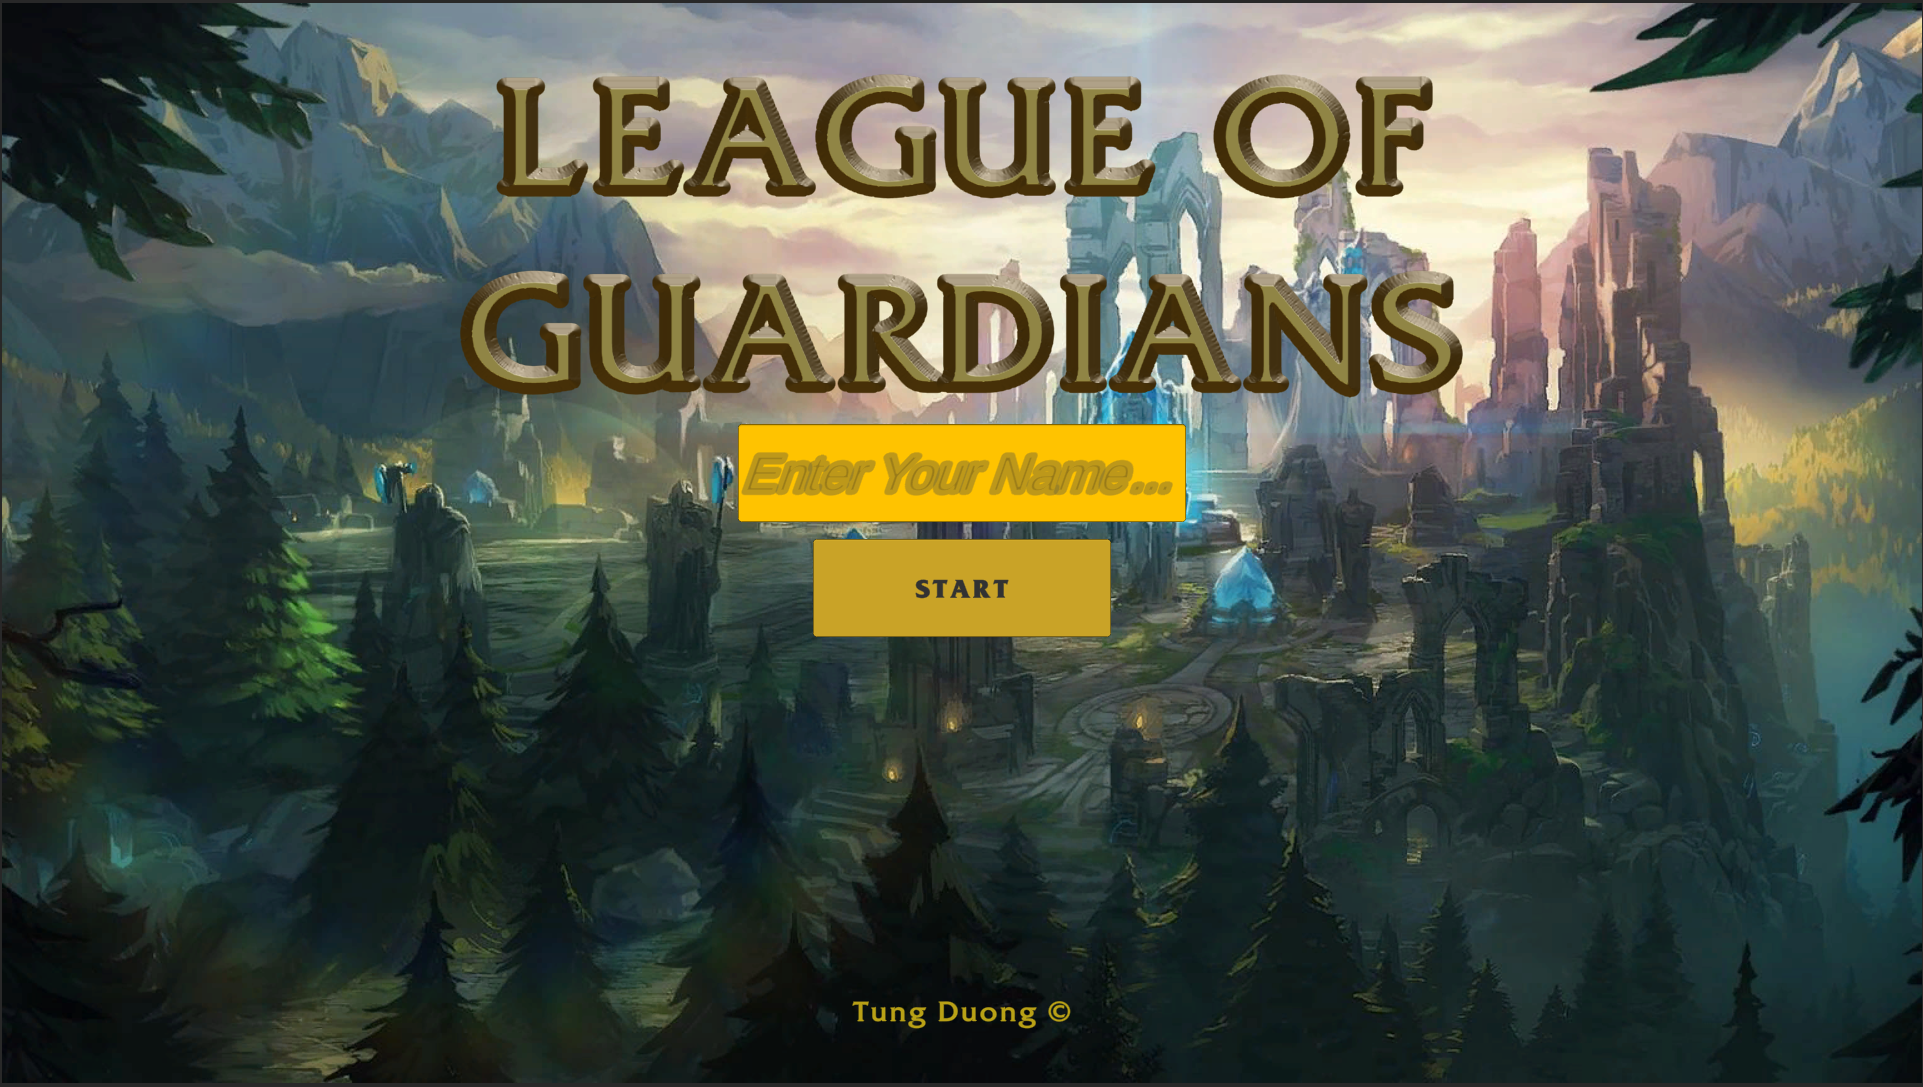 LEAGUE OF
GUARDIANS
Enter Your Name...
START
Tung Duong ©